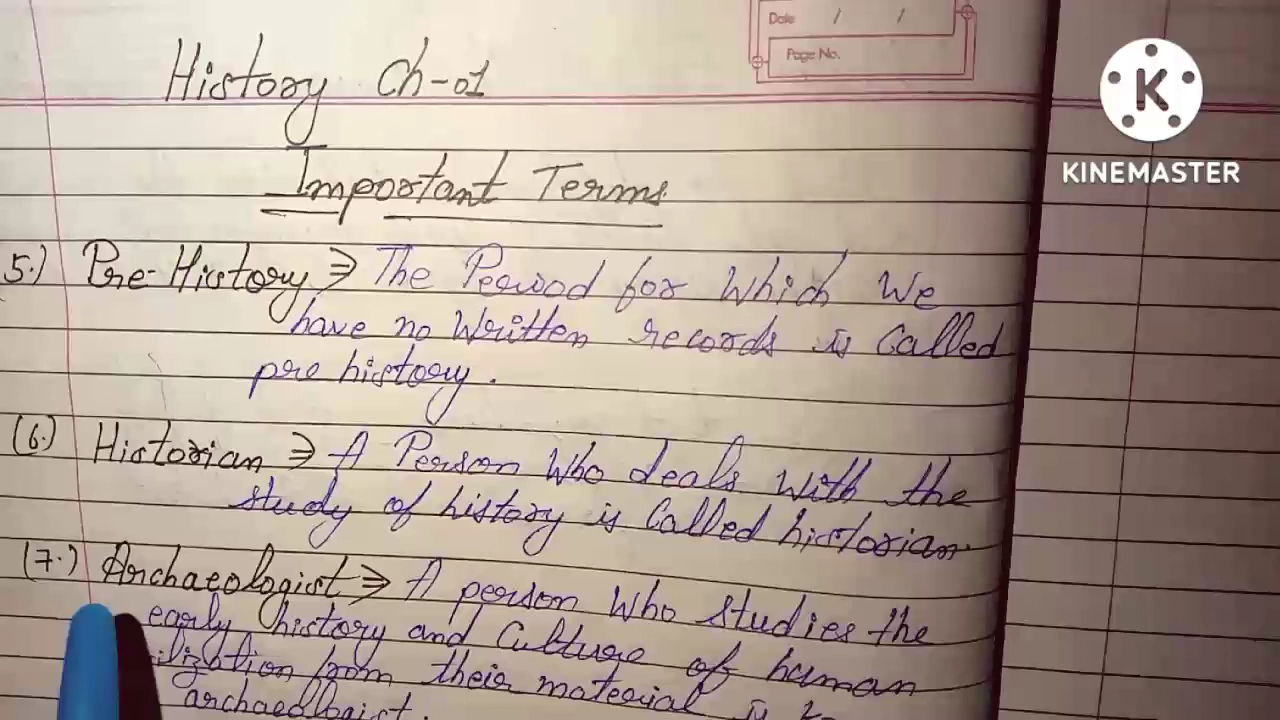 Date / /
Page No.
K
KINEMASTER
History Ch-01
Important Terms
5.) Pre-History ⇒ The Period for Which We
have no Written records is Called
pre history.
(6.) Historian ⇒ A Person Who deals with the
study of history is Called historian.
(7.) Archaeologist ⇒ A person Who studies the
early history and Culture of human
from their material is
archaeologist.